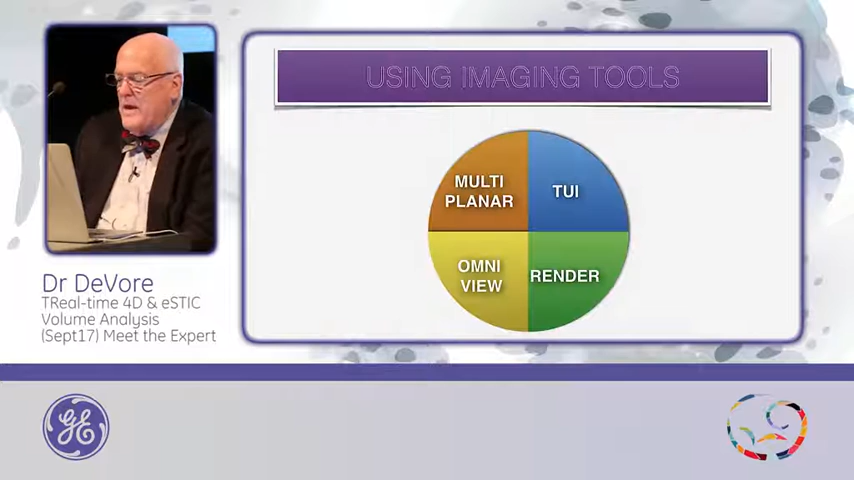 USING IMAGING TOOLS
MULTI
PLANAR
TUI
OMNI
VIEW
RENDER
Dr DeVore
TReal-time 4D & eSTIC
Volume Analysis
(Sept17) Meet the Expert
GE